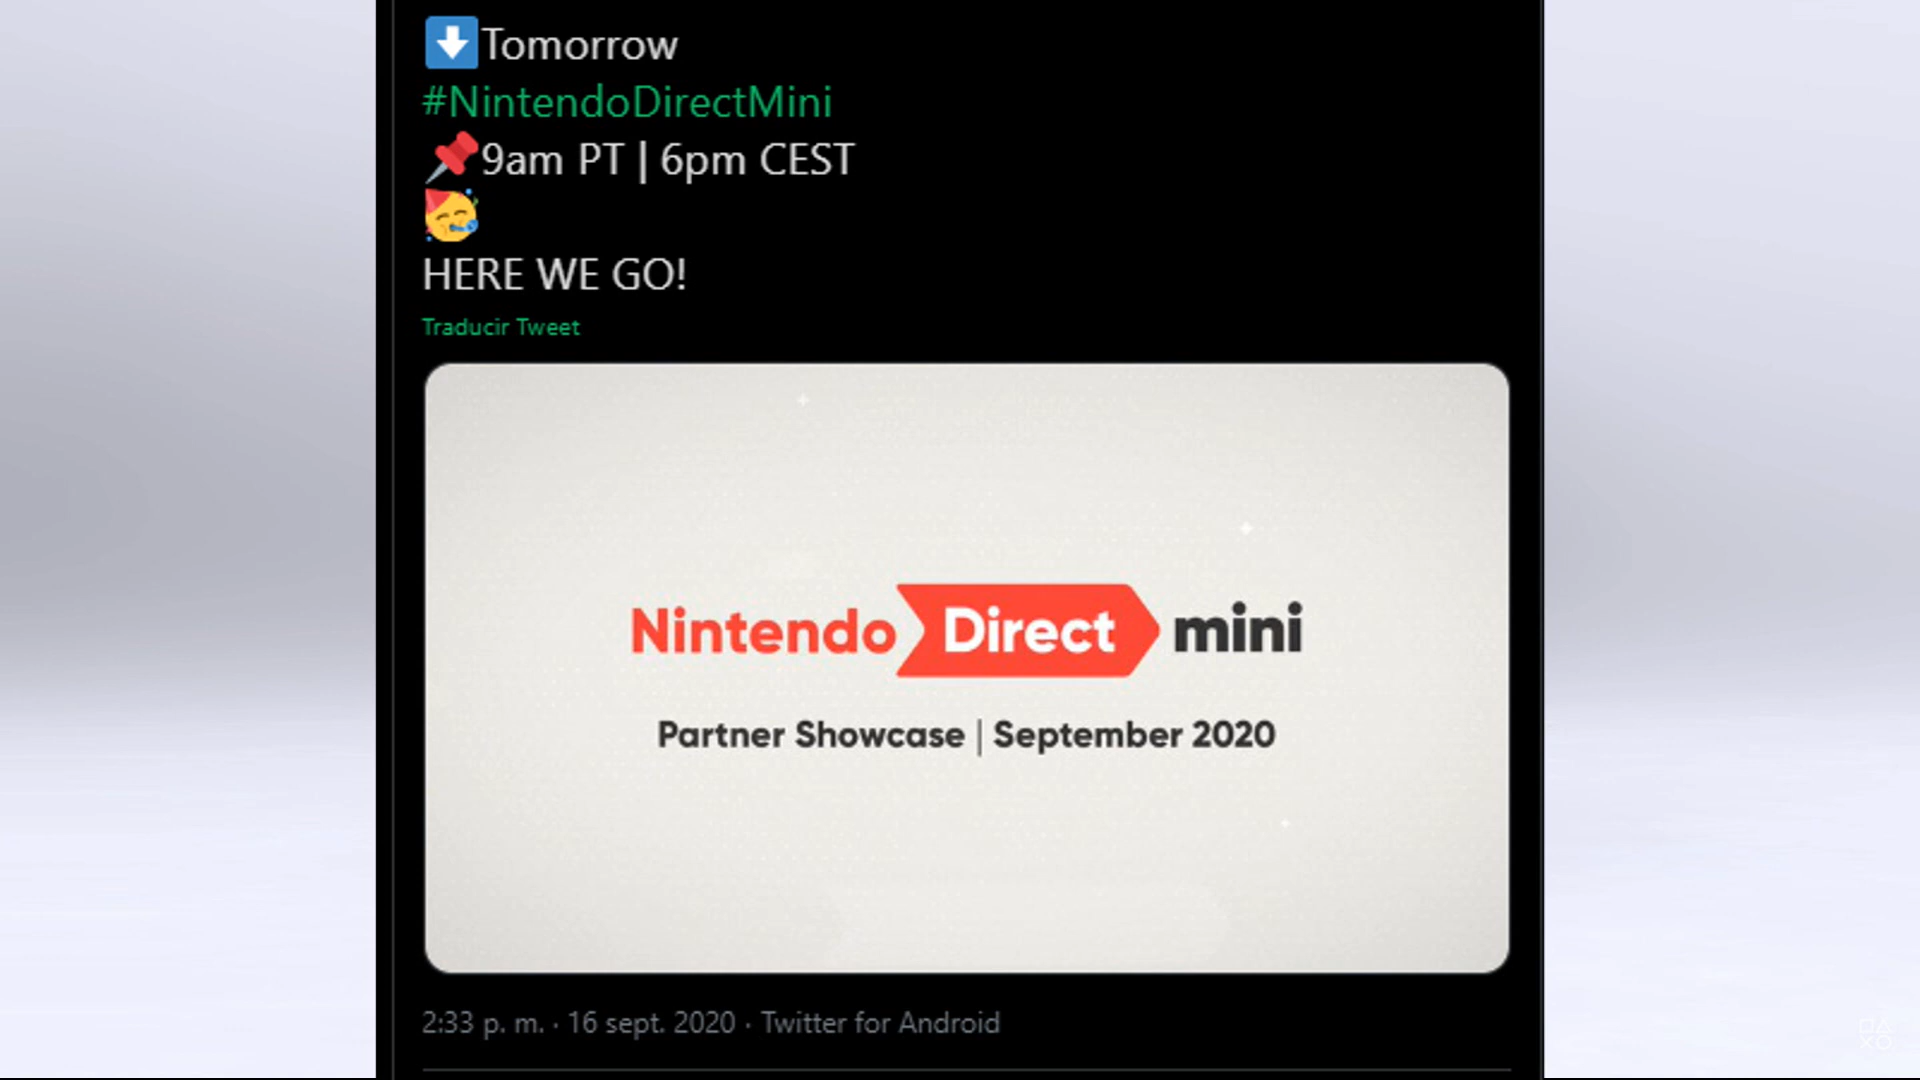 ⬇️Tomorrow
#NintendoDirectMini
📌9am PT | 6pm CEST
🥳
HERE WE GO!
Traducir Tweet
Nintendo Direct mini
Partner Showcase | September 2020
2:33 p. m. · 16 sept. 2020 · Twitter for Android